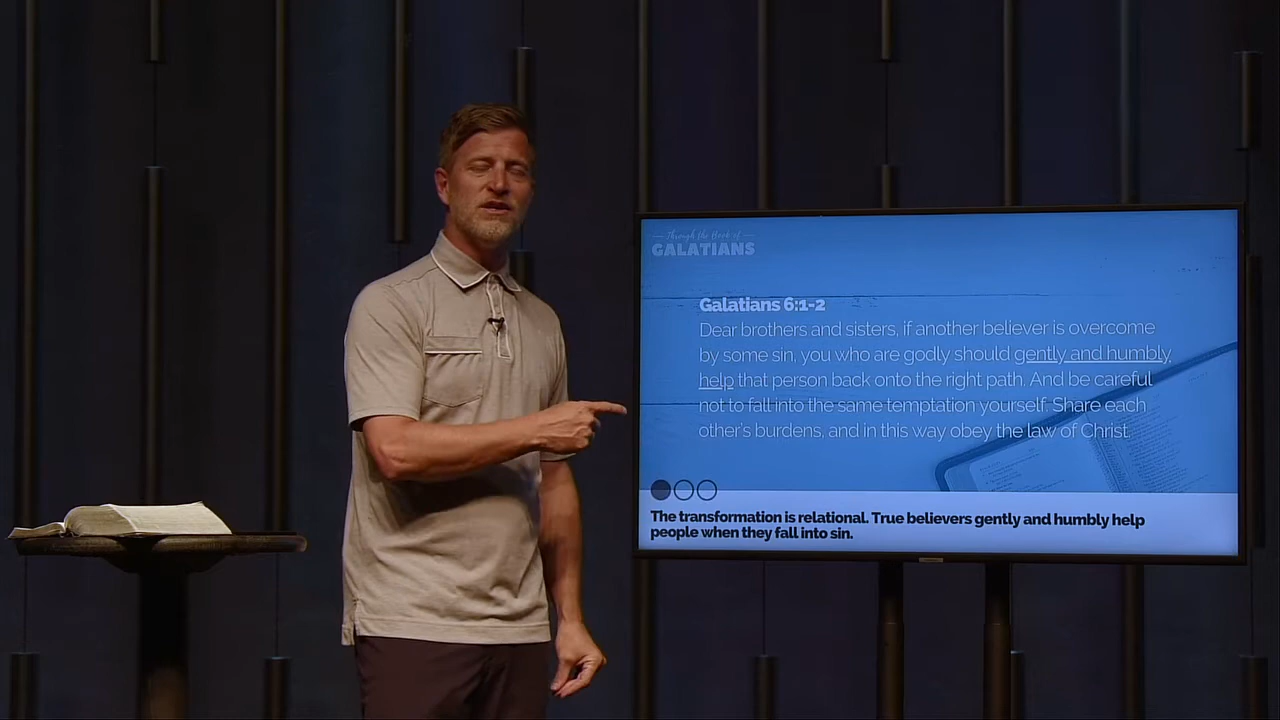 Through the Book of
GALATIANS
Galatians 6:1-2
Dear brothers and sisters, if another believer is overcome
by some sin, you who are godly should gently and humbly
help that person back onto the right path. And be careful
not to fall into the same temptation yourself. Share each
other's burdens, and in this way obey the law of Christ.
The transformation is relational. True believers gently and humbly help
people when they fall into sin.